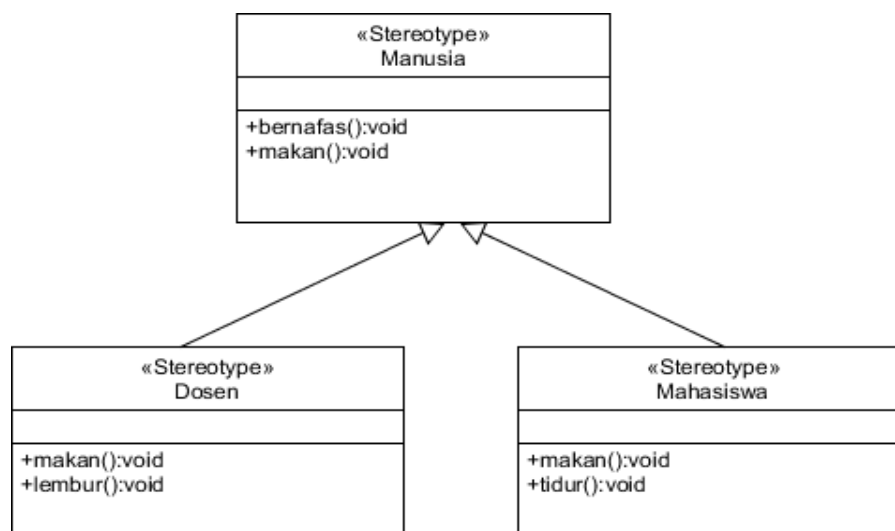 «Stereotype»
Manusia
+bernafas():void
+makan():void
«Stereotype»
Dosen
+makan():void
+lembur():void
«Stereotype»
Mahasiswa
+makan():void
+tidur():void